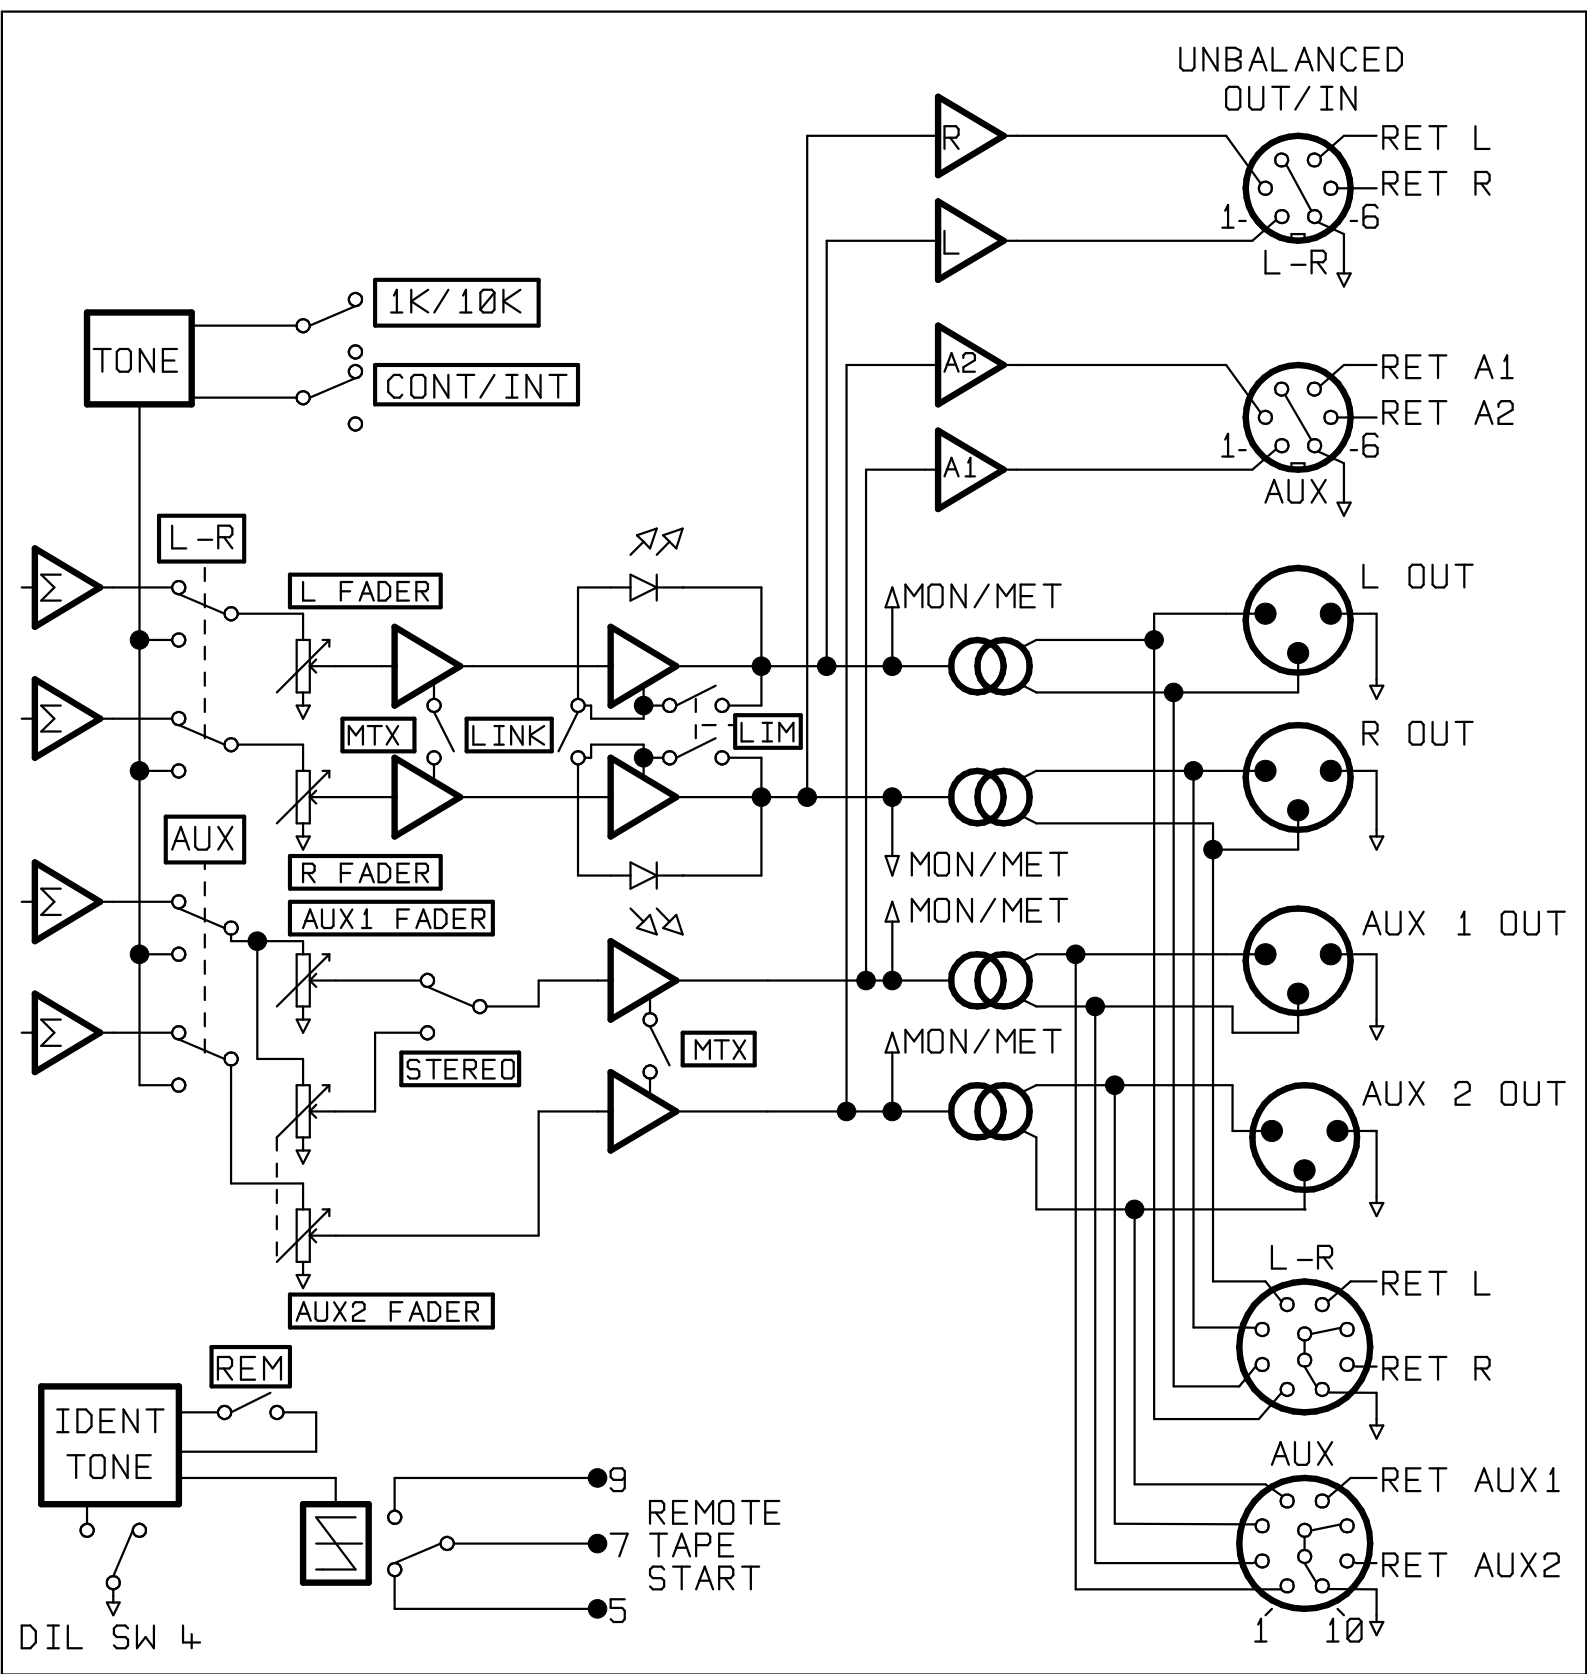 UNBALANCED
OUT/IN
R
RET L
RET R
1-
-6
L
L-R
1K/10K
TONE
CONT/INT
A2
RET A1
RET A2
1-
-6
A1
AUX
L-R
Σ
L FADER
MON/MET
L OUT
Σ
MTX
LINK
LIM
R OUT
AUX
R FADER
MON/MET
Σ
AUX1 FADER
MON/MET
AUX 1 OUT
Σ
STEREO
MTX
MON/MET
AUX 2 OUT
L-R
RET L
AUX2 FADER
REM
RET R
IDENT
TONE
AUX
9
RET AUX1
REMOTE
7 TAPE
START
RET AUX2
5
1
10
DIL SW 4